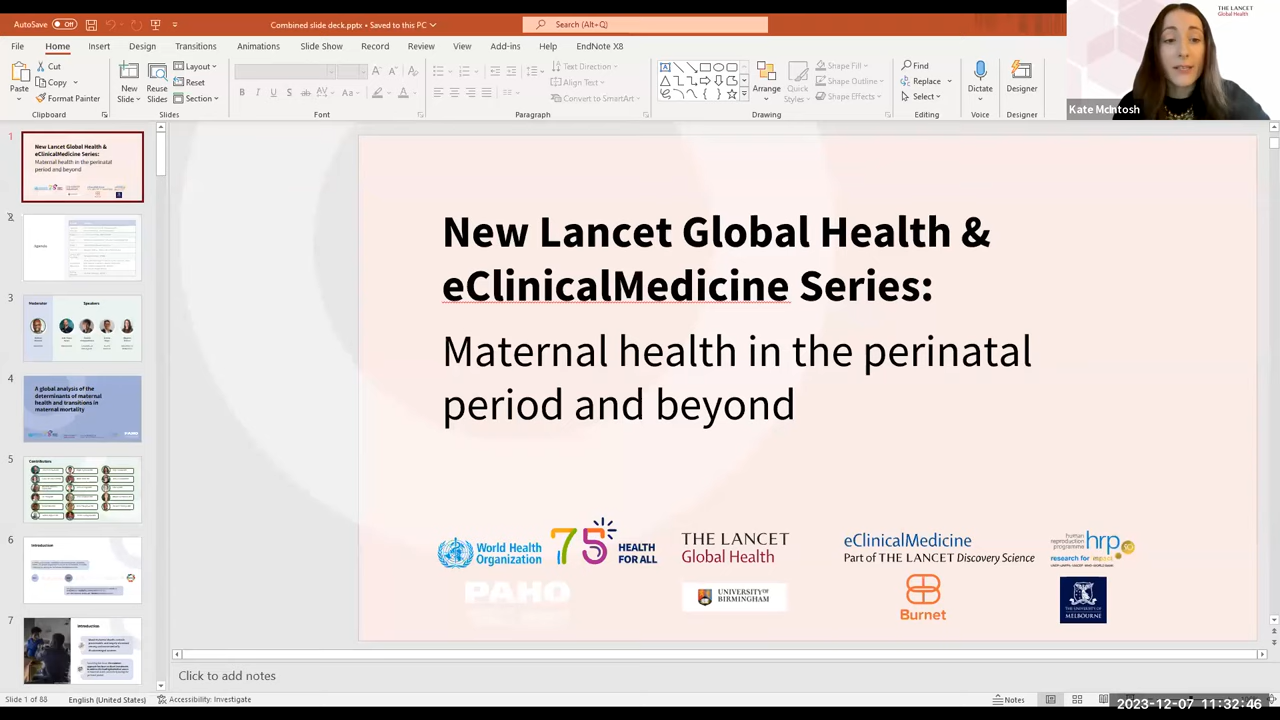 AutoSave Off
Combined slide deck.pptx • Saved to this PC
Search (Alt+Q)
THE LANCET
Global Health
File Home Insert Design Transitions Animations Slide Show Record Review View Add-ins Help EndNote X8
Paste
Cut
Copy
Format Painter
Clipboard
New Slide
Reuse Slides
Layout
Reset
Section
Slides
Font
Text Direction
Align Text
Convert to SmartArt
Paragraph
Arrange
Quick Styles
Shape Fill
Shape Outline
Shape Effects
Drawing
Find
Replace
Select
Editing
Dictate
Voice
Designer
Designer
Kate McIntosh
1
New Lancet Global Health &
eClinicalMedicine Series:
Maternal health in the perinatal
period and beyond
2
Agenda
3
Moderator
Speakers
4
A global analysis of the
determinants of maternal
health and transitions in
maternal mortality
5
Contributors
6
Introduction
7
Introduction
New Lancet Global Health &
eClinicalMedicine Series:
Maternal health in the perinatal
period and beyond
World Health
Organization
75
HEALTH
FOR ALL
THE LANCET
Global Health
eClinicalMedicine
Part of THE LANCET Discovery Science
human
reproduction
programme
hrp
research for impact
UNIVERSITY OF
BIRMINGHAM
Burnet
THE UNIVERSITY OF
MELBOURNE
Click to add notes
Slide 1 of 88
English (United States)
Accessibility: Investigate
Notes
2023-12-07 11:32:46